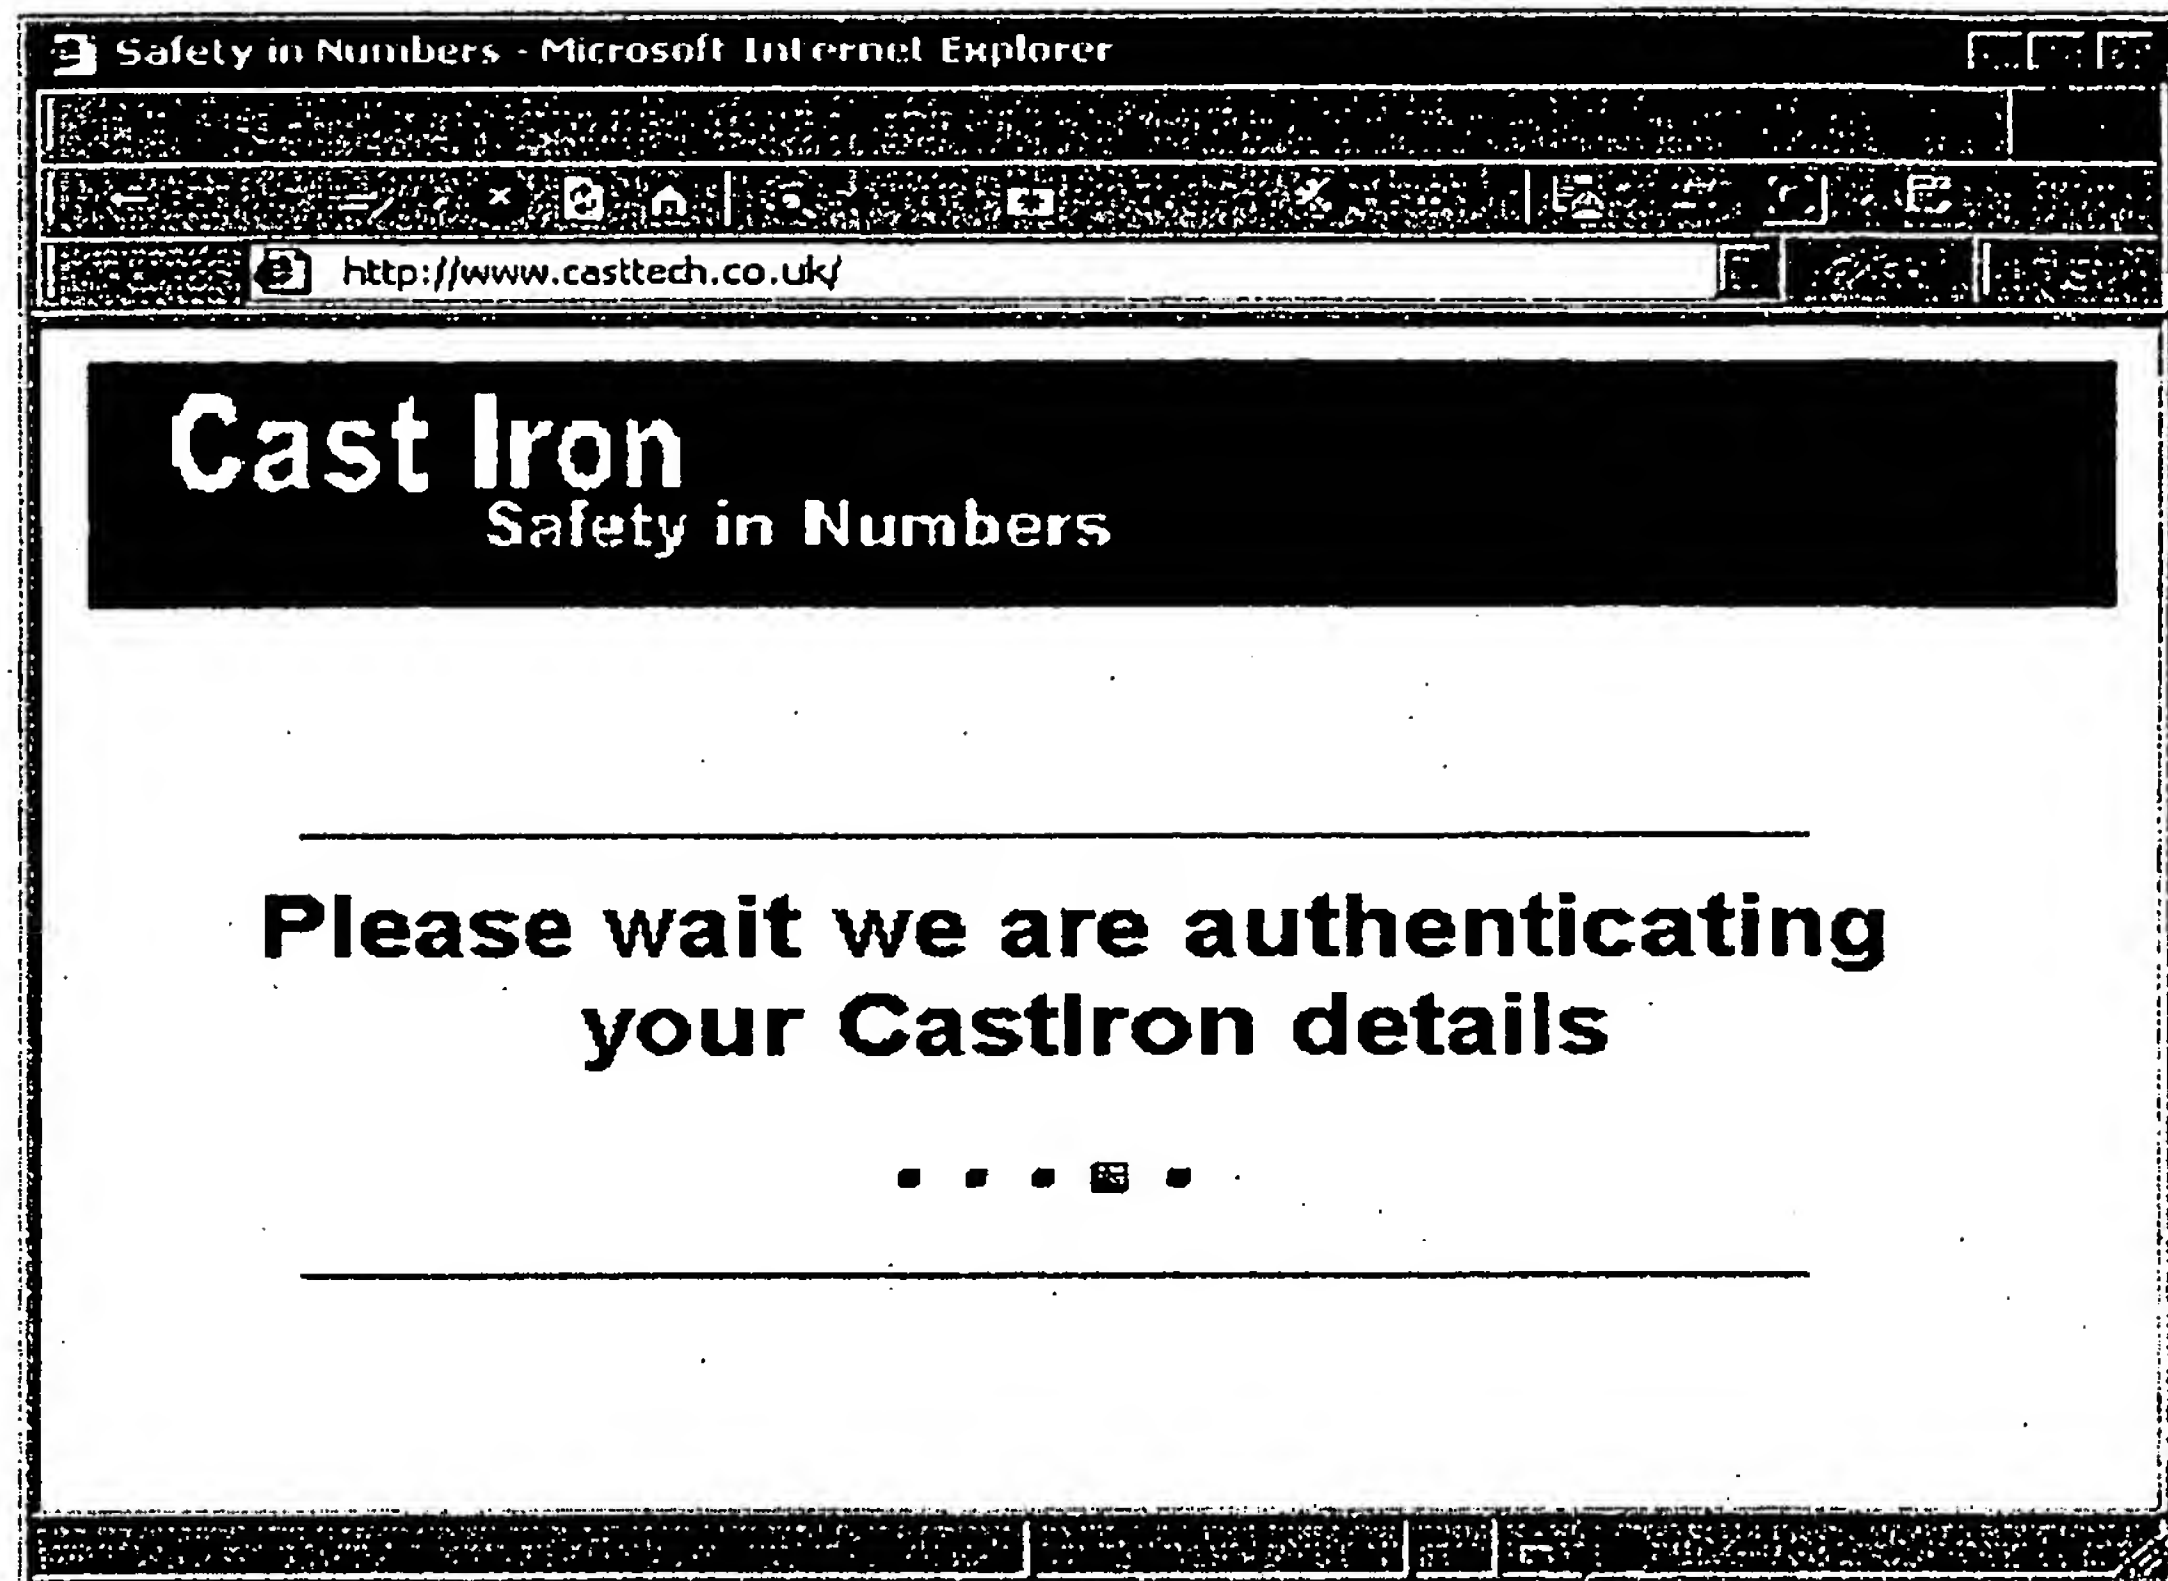 Safety in Numbers - Microsoft Internet Explorer
http://www.casttech.co.uk/
Cast Iron
Safety in Numbers
Please wait we are authenticating
your CastIron details